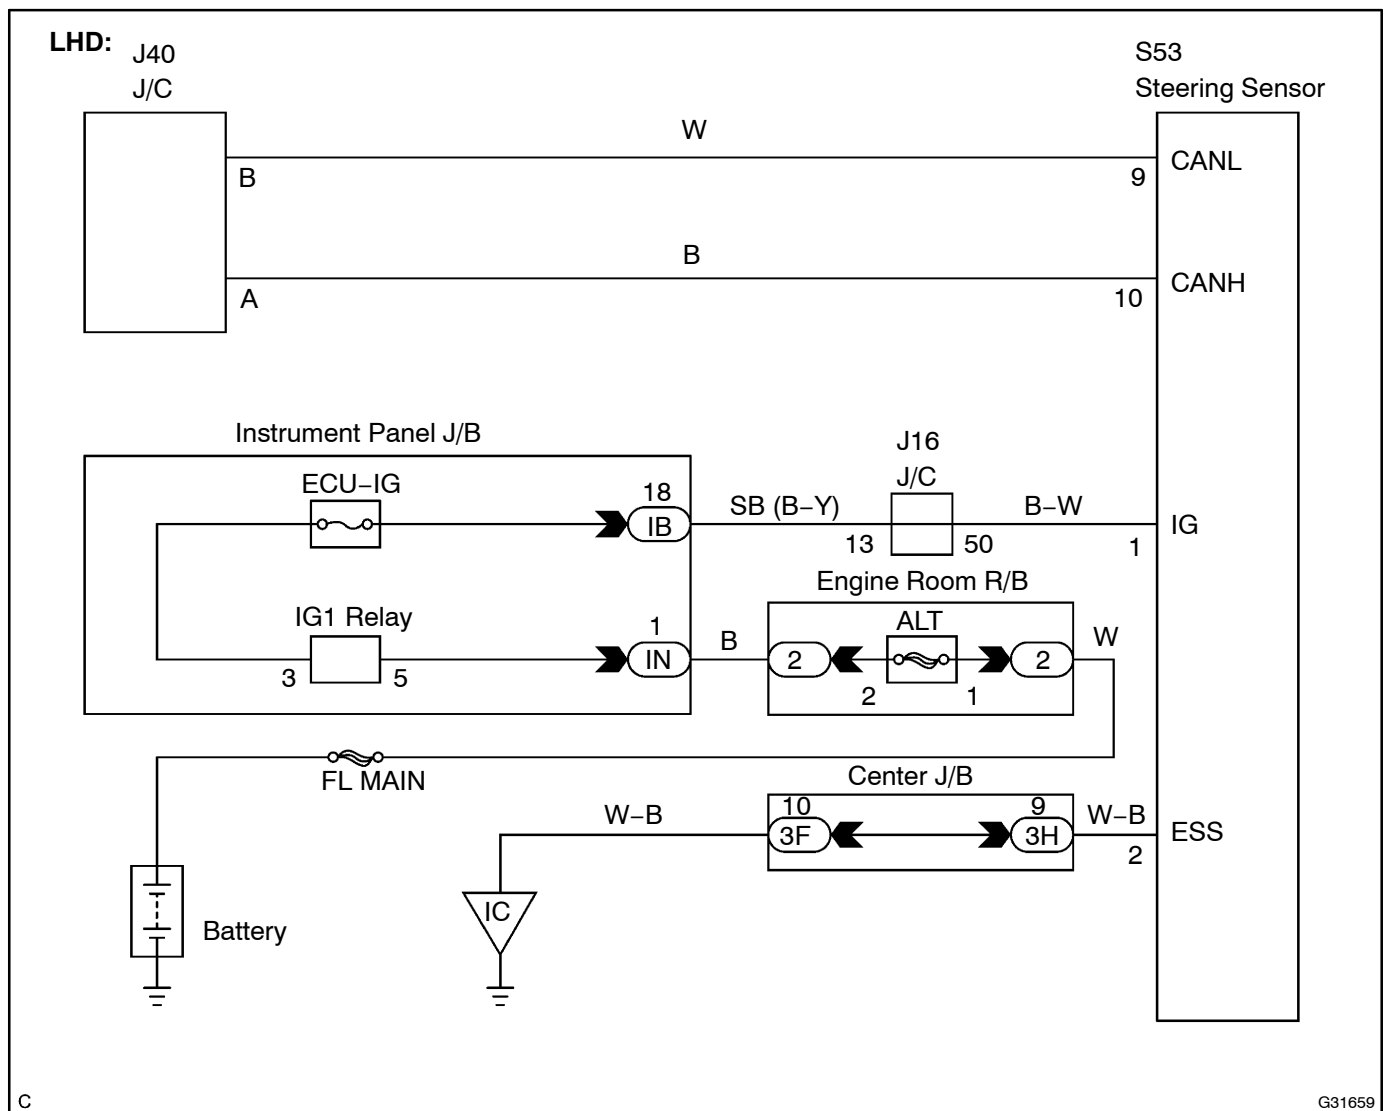 LHD:
J40
J/C
S53
Steering Sensor
W
B
9
CANL
B
A
10
CANH
Instrument Panel J/B
ECU−IG
18
IB
SB (B−Y)
J16
J/C
13
50
B−W
1
IG
IG1 Relay
3
5
1
IN
B
Engine Room R/B
ALT
2
2
1
2
W
FL MAIN
Center J/B
W−B
10
3F
9
3H
W−B
2
ESS
Battery
IC
C
G31659